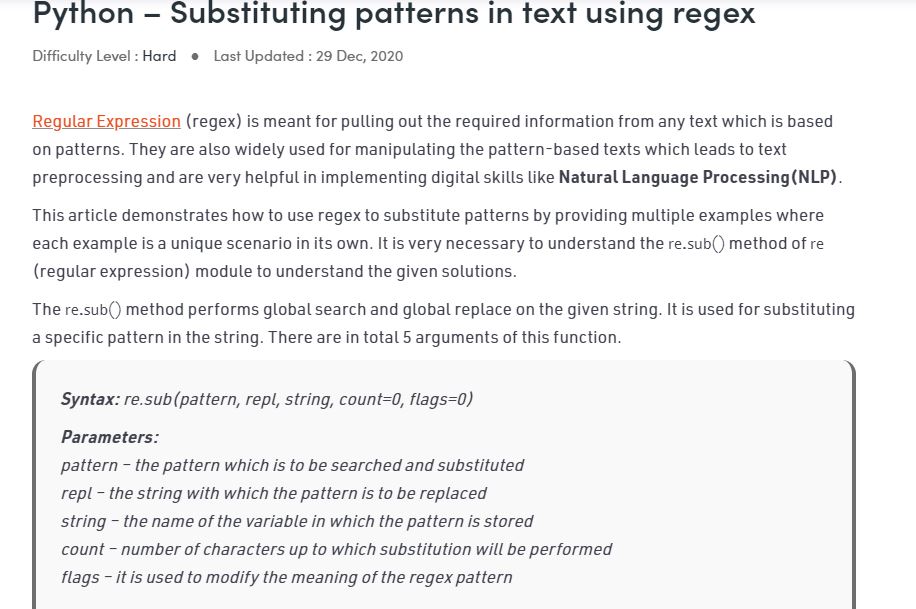 Python – Substituting patterns in text using regex
Difficulty Level : Hard ● Last Updated : 29 Dec, 2020
Regular Expression (regex) is meant for pulling out the required information from any text which is based
on patterns. They are also widely used for manipulating the pattern-based texts which leads to text
preprocessing and are very helpful in implementing digital skills like Natural Language Processing(NLP).
This article demonstrates how to use regex to substitute patterns by providing multiple examples where
each example is a unique scenario in its own. It is very necessary to understand the re.sub() method of re
(regular expression) module to understand the given solutions.
The re.sub() method performs global search and global replace on the given string. It is used for substituting
a specific pattern in the string. There are in total 5 arguments of this function.
Syntax: re.sub(pattern, repl, string, count=0, flags=0)
Parameters:
pattern – the pattern which is to be searched and substituted
repl – the string with which the pattern is to be replaced
string – the name of the variable in which the pattern is stored
count – number of characters up to which substitution will be performed
flags – it is used to modify the meaning of the regex pattern